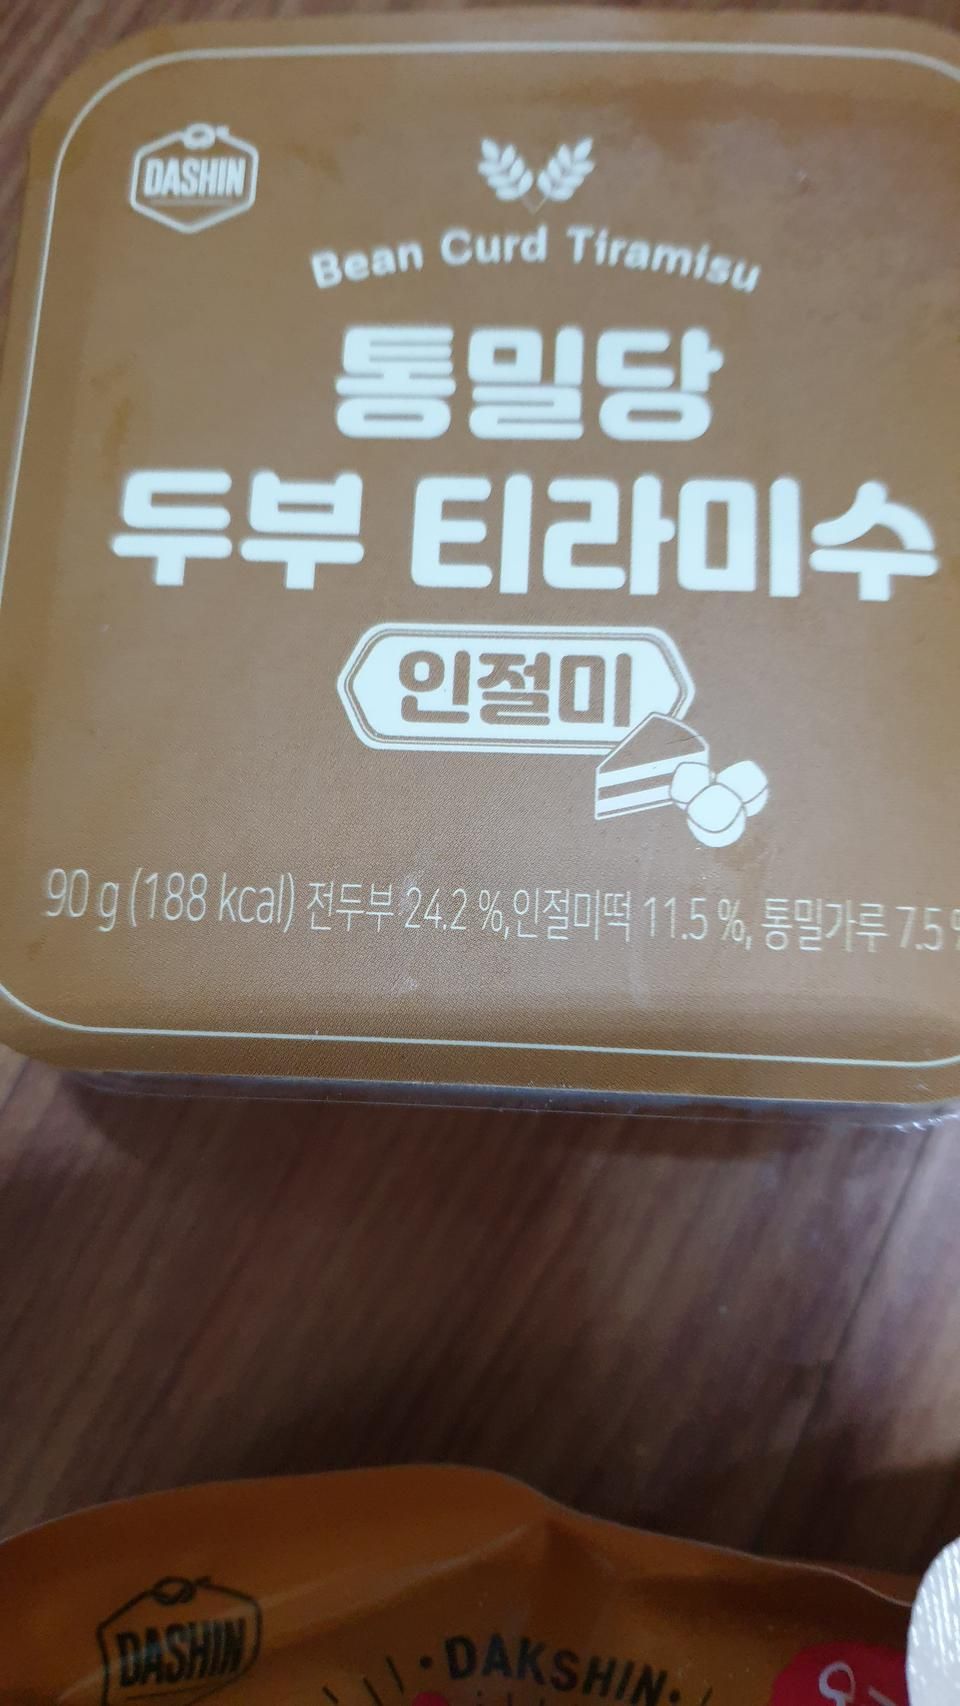 DASHIN
Bean Curd Tiramisu
통밀당
두부 티라미수
인절미
90 g (188 kcal) 전두부 24.2 %, 인절미떡 11.5 %, 통밀가루 7.5 %
DASHIN
·DAKSHIN·